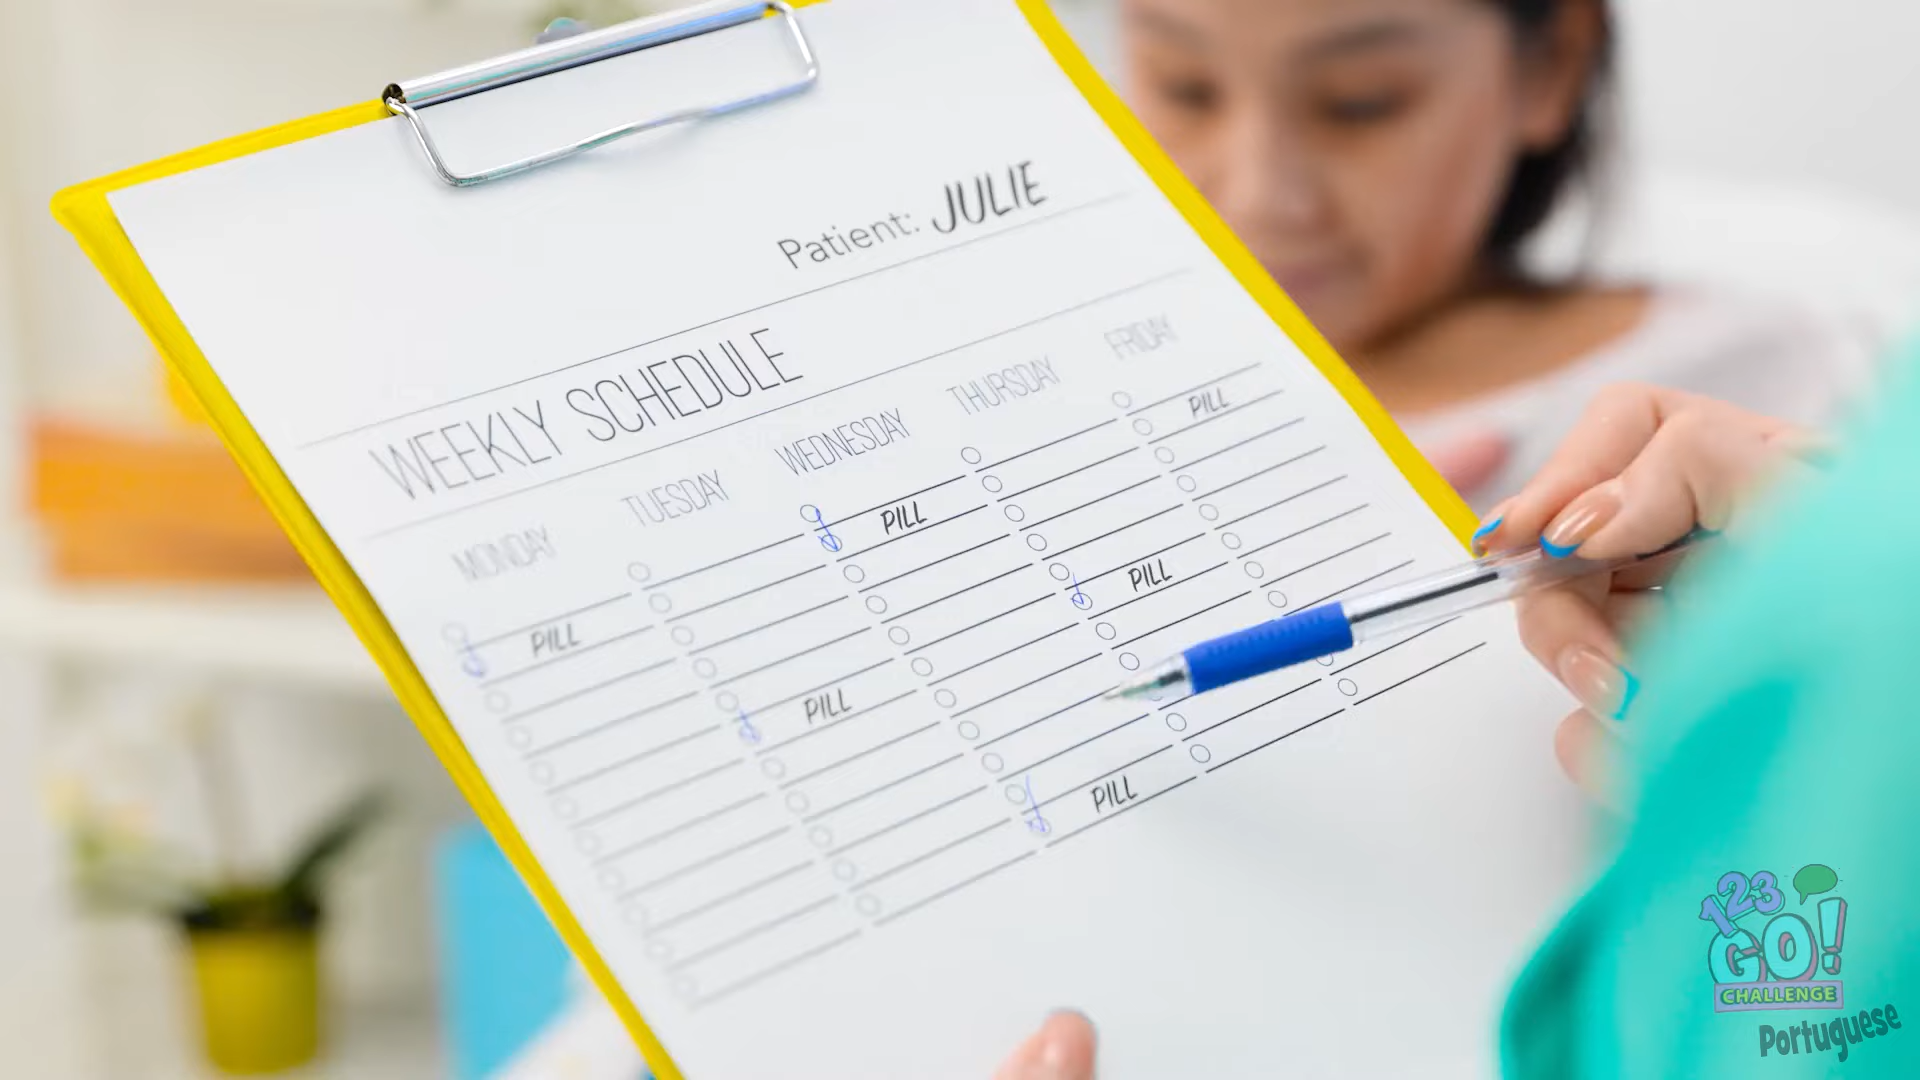 Patient: JULIE
WEEKLY SCHEDULE
MONDAY TUESDAY WEDNESDAY THURSDAY FRIDAY
PILL
PILL
PILL
PILL
PILL
PILL
123
GO!
CHALLENGE
Portuguese